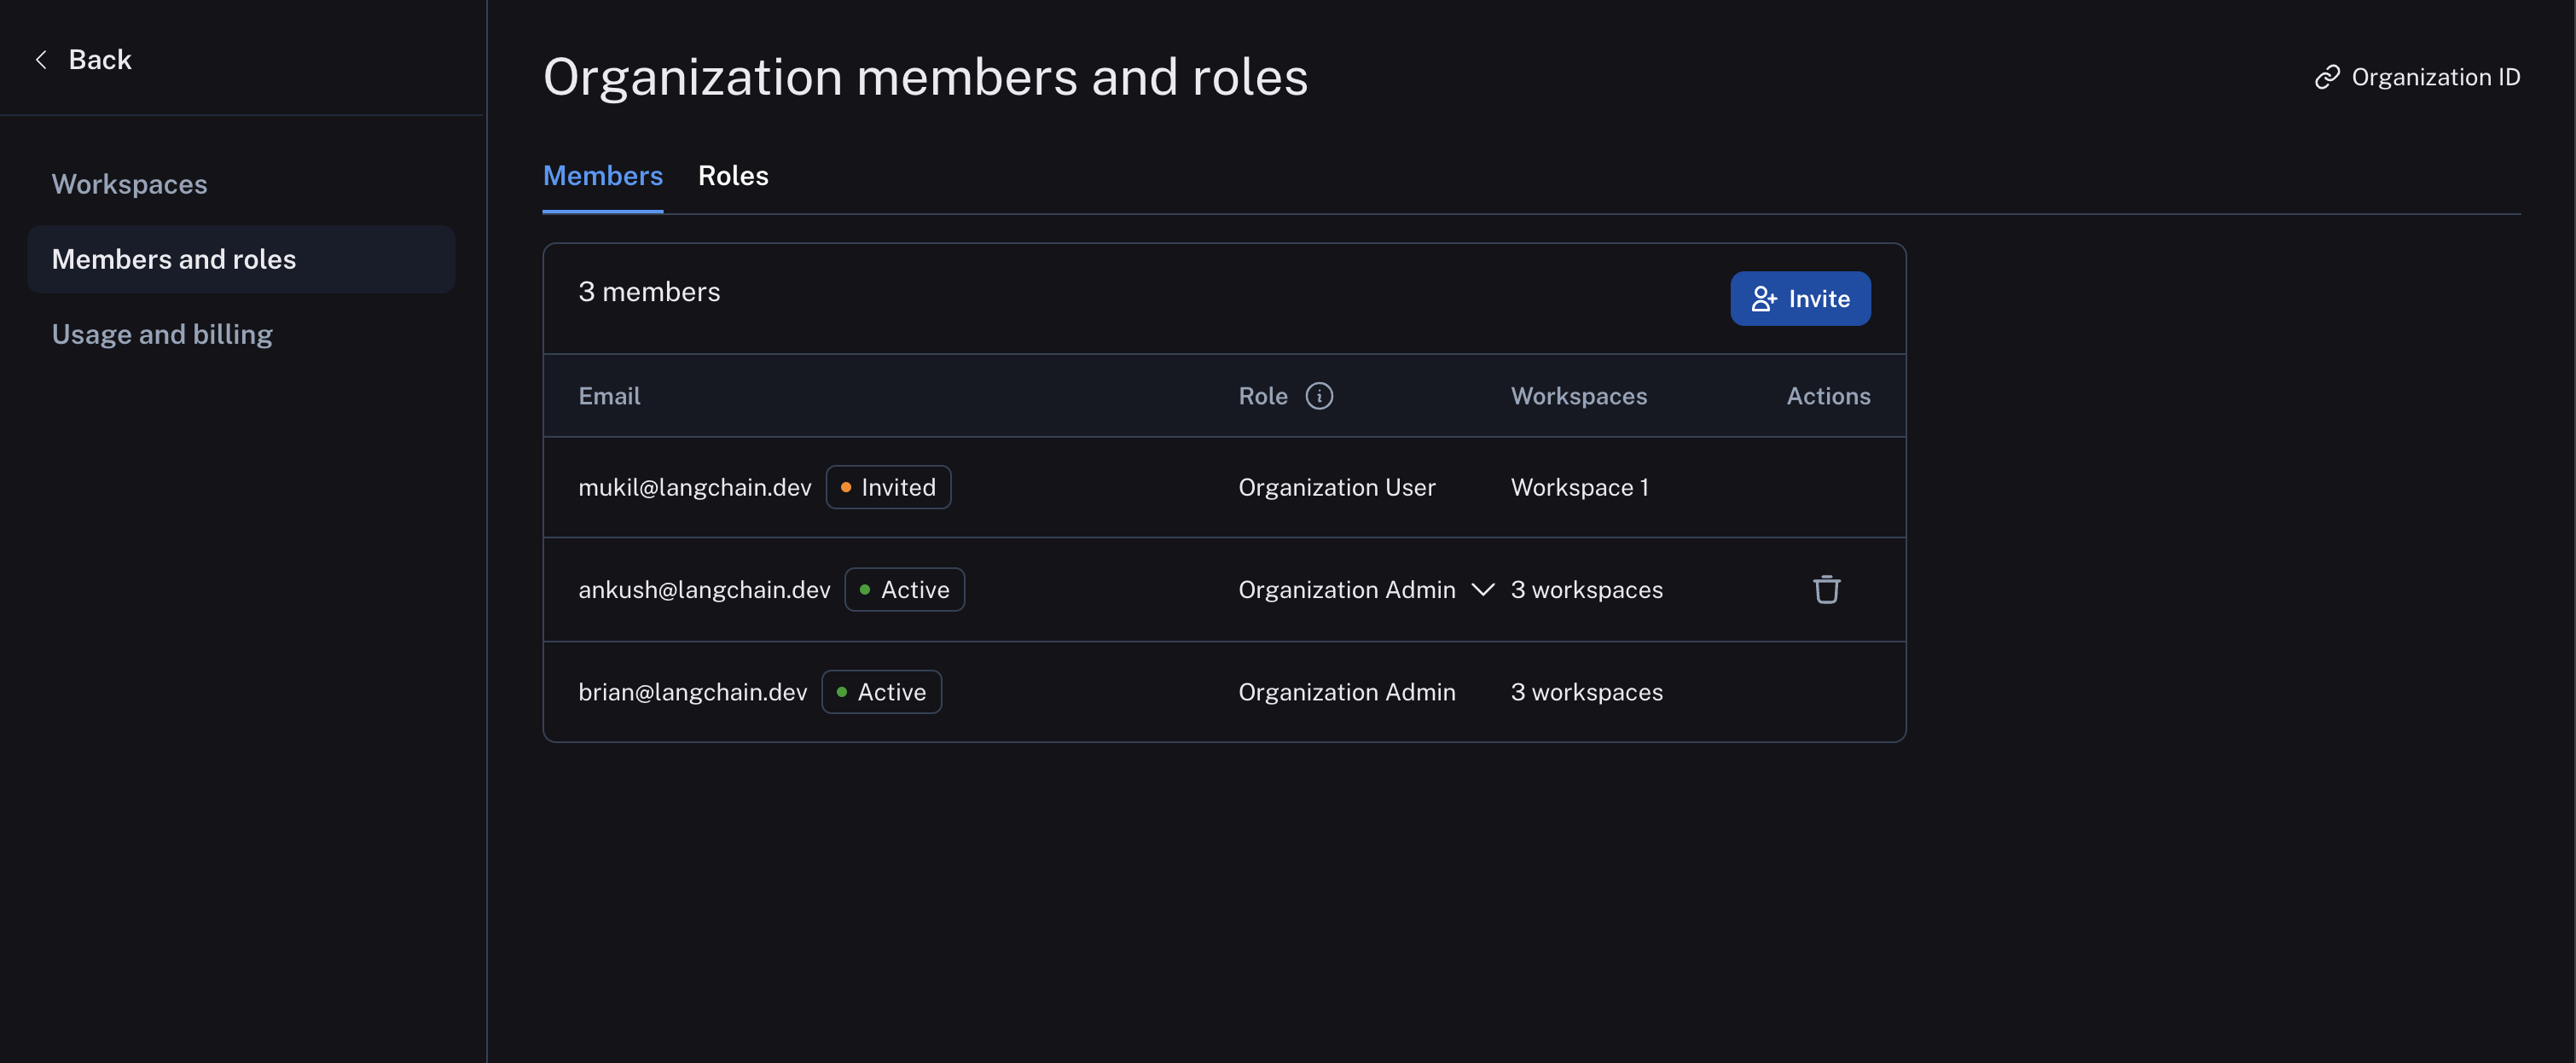 Back
Workspaces
Members and roles
Usage and billing
Organization members and roles
Organization ID
Members Roles
3 members
Invite
Email Role Workspaces Actions
mukil@langchain.dev Invited Organization User Workspace 1
ankush@langchain.dev Active Organization Admin 3 workspaces
brian@langchain.dev Active Organization Admin 3 workspaces